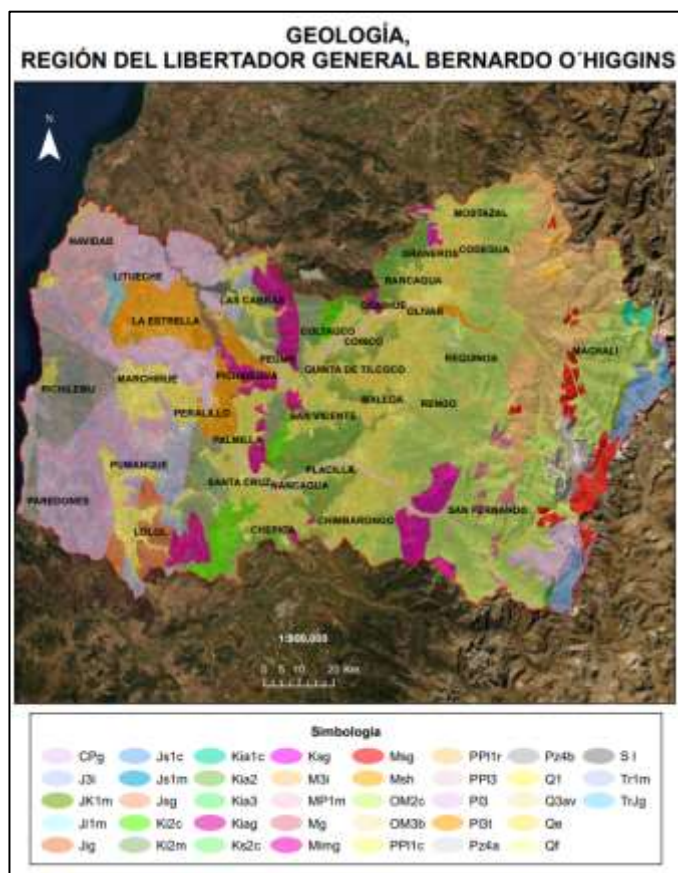 GEOLOGÍA,
REGIÓN DEL LIBERTADOR GENERAL BERNARDO O´HIGGINS
N
MOSTAZAL
NAVIDAD
CODEGUA
GRANEROS
LITUECHE
RANCAGUA
LAS CABRAS
DOÑIHUE
OLIVAR
LA ESTRELLA
COLTAUCO
COINCO
MACHALI
PEUMO
REQUINOA
QUINTA DE TILCOCO
PICHIDEGUA
MARCHIHUE
PICHILEMU
MALLOA
RENGO
PERALILLO
SAN VICENTE
PALMILLA
PUMANQUE
PLACILLA
SANTA CRUZ
NANCAGUA
PAREDONES
SAN FERNANDO
CHIMBARONGO
LOLOL
CHEPICA
1:800.000
0 5 10 20 Km
Simbología
CPg Js1c Kia1c Ksg Msg PPl1r Pz4b S I
J3i Js1m Kia2 M3i Msh PPl3 Q1 Tr1m
JK1m Jsg Kia3 MP1m OM2c Pl3 Q3av TrJg
Ji1m Ki2c Kiag Mg OM3b Pl3t Qe
Jig Ki2m Ks2c Mimg PPl1c Pz4a Qf